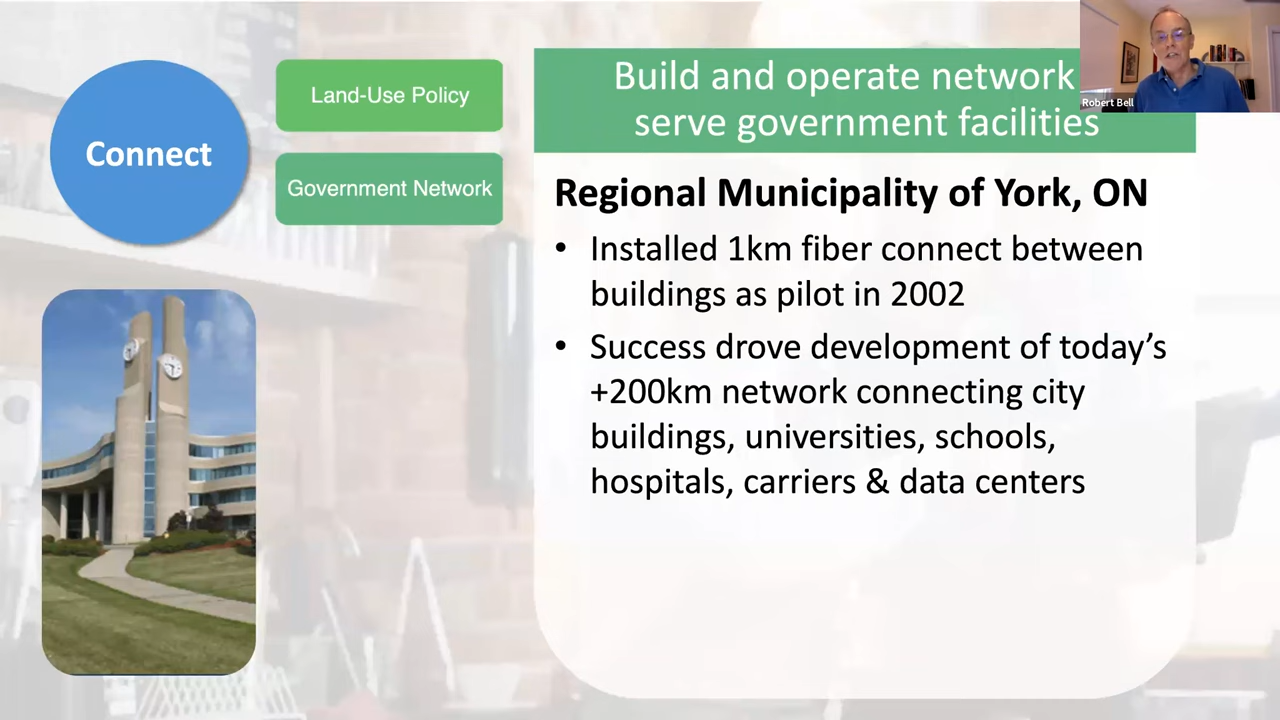 Connect
Land-Use Policy
Government Network
Build and operate network
serve government facilities
Robert Bell
Regional Municipality of York, ON
• Installed 1km fiber connect between
buildings as pilot in 2002
• Success drove development of today’s
+200km network connecting city
buildings, universities, schools,
hospitals, carriers & data centers